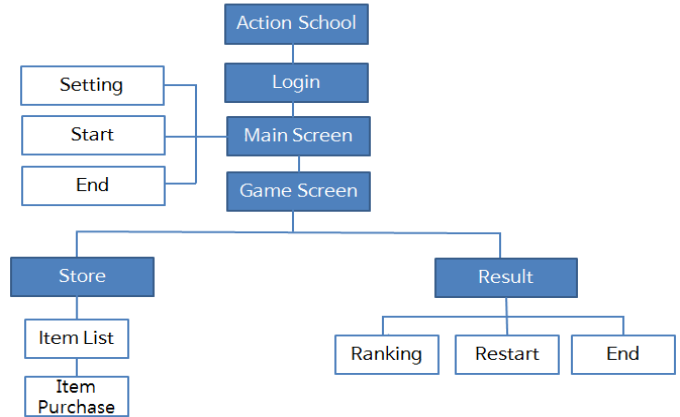 Action School
Login
Setting
Start
End
Main Screen
Game Screen
Store
Result
Item List
Item
Purchase
Ranking
Restart
End